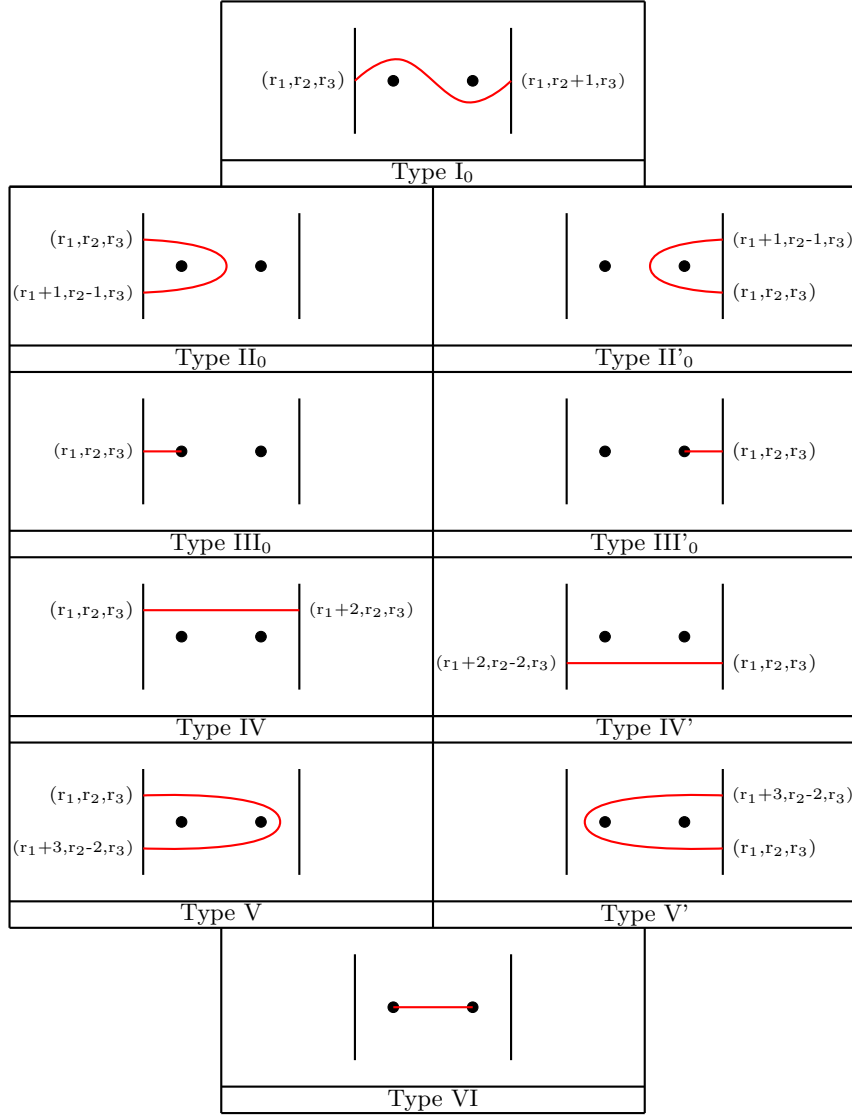 (r₁,r₂,r₃) (r₁,r₂+1,r₃)
Type I₀
(r₁,r₂,r₃) (r₁+1,r₂-1,r₃)
(r₁+1,r₂-1,r₃) (r₁,r₂,r₃)
Type II₀ Type II'₀
(r₁,r₂,r₃) (r₁,r₂,r₃)
Type III₀ Type III'₀
(r₁,r₂,r₃) (r₁+2,r₂,r₃)
(r₁+2,r₂-2,r₃) (r₁,r₂,r₃)
Type IV Type IV'
(r₁,r₂,r₃) (r₁+3,r₂-2,r₃)
(r₁+3,r₂-2,r₃) (r₁,r₂,r₃)
Type V Type V'
Type VI